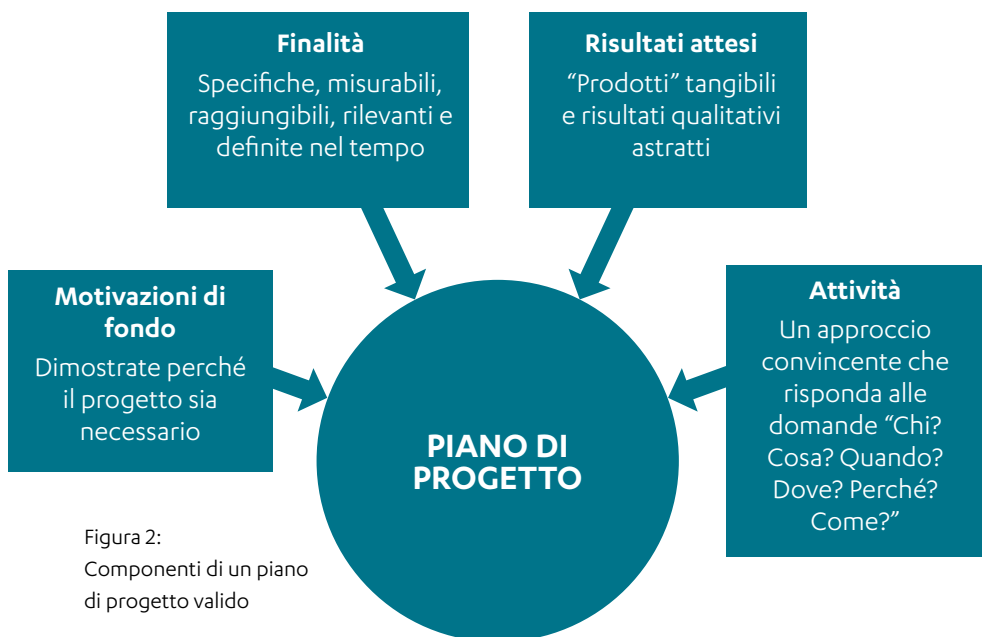 Finalità
Specifiche, misurabili,
raggiungibili, rilevanti e
definite nel tempo
Risultati attesi
“Prodotti” tangibili
e risultati qualitativi
astratti
Motivazioni di
fondo
Dimostrate perché
il progetto sia
necessario
Attività
Un approccio
convincente che
risponda alle
domande “Chi?
Cosa? Quando?
Dove? Perché?
Come?”
PIANO DI
PROGETTO
Figura 2:
Componenti di un piano
di progetto valido